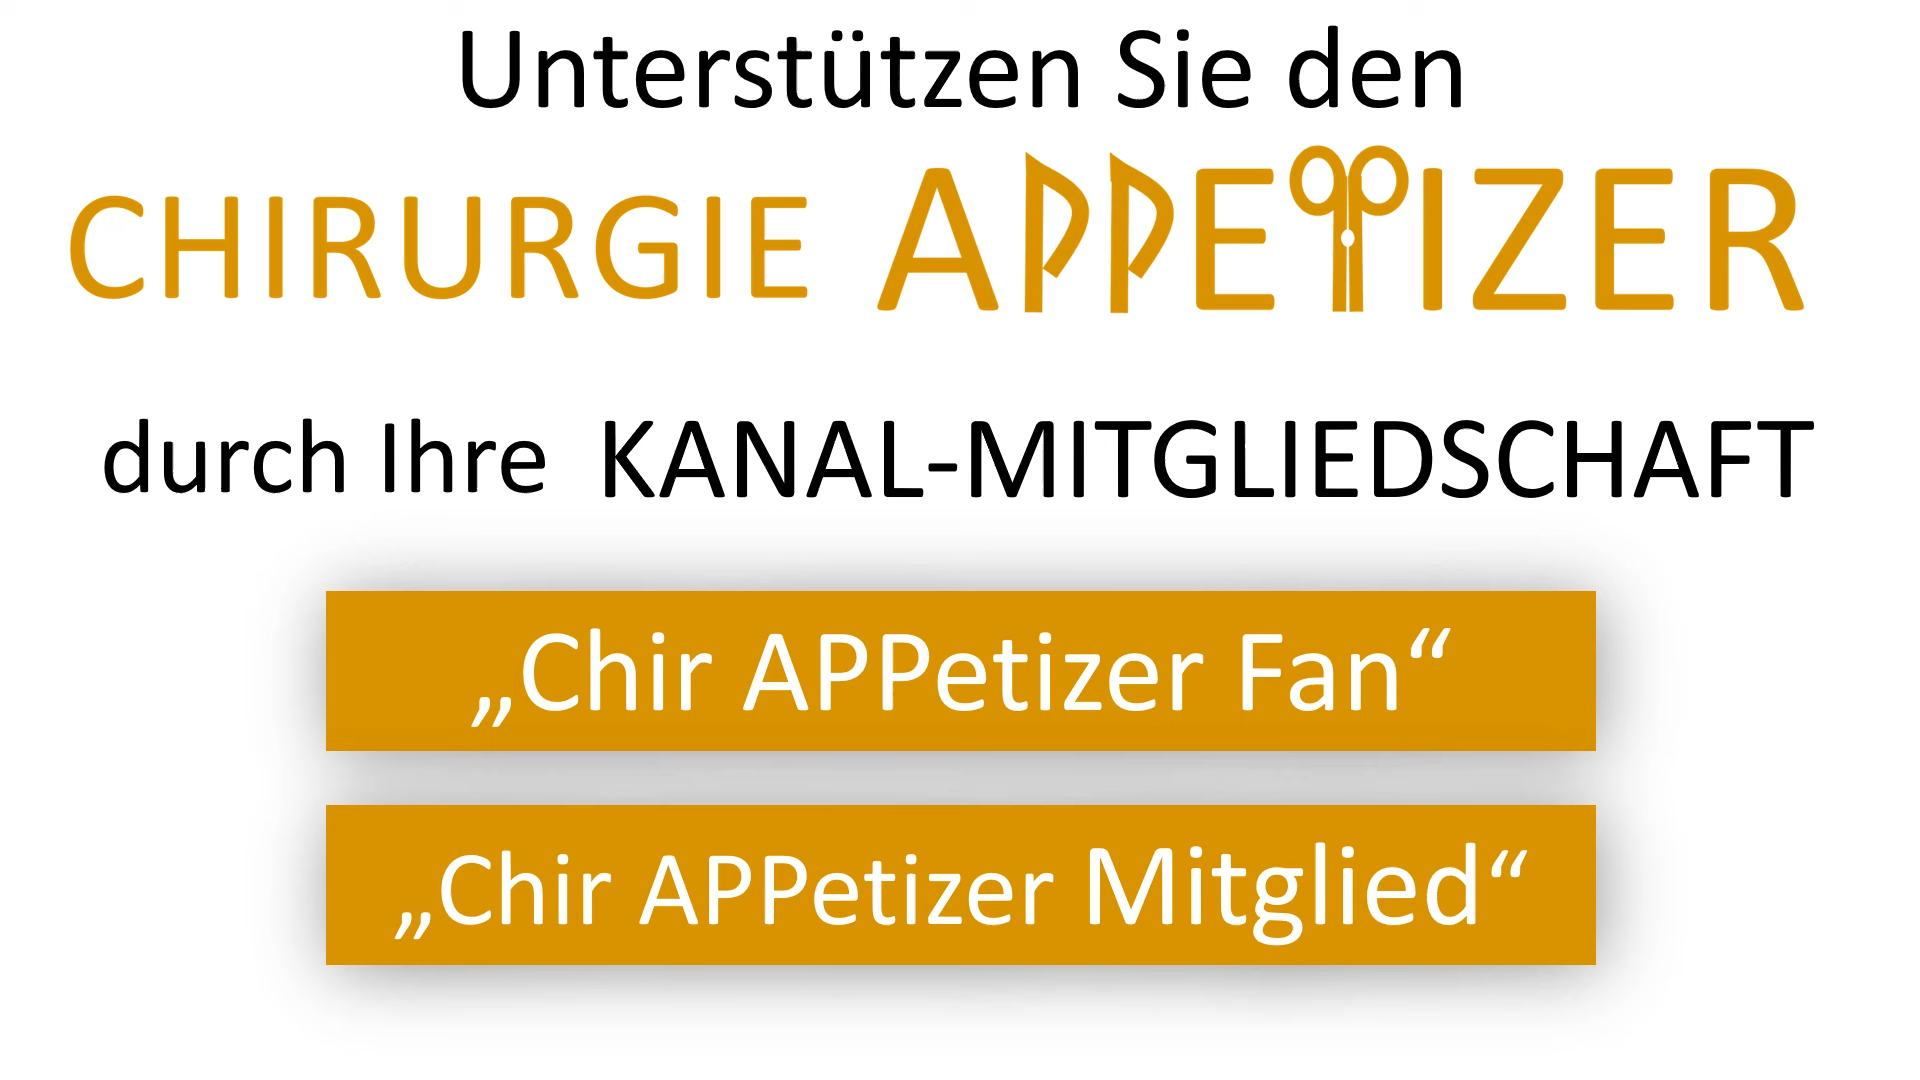 Unterstützen Sie den
CHIRURGIE APPETIZER
durch Ihre KANAL-MITGLIEDSCHAFT
„Chir APPetizer Fan“
„Chir APPetizer Mitglied“